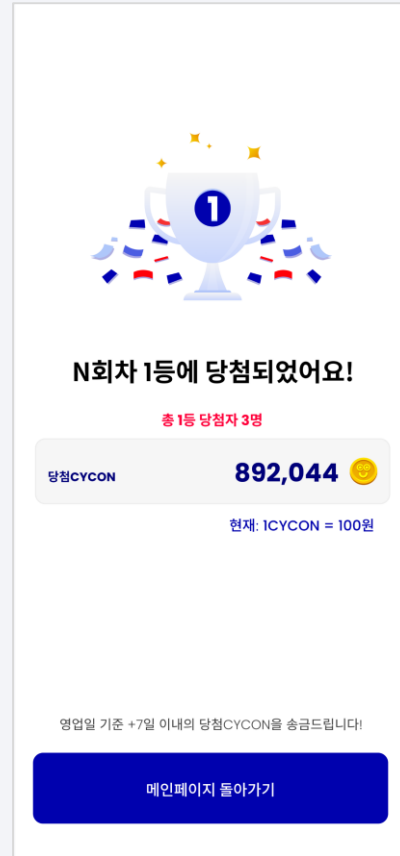 1
N회차 1등에 당첨되었어요!
총 1등 당첨자 3명
당첨CYCON 892,044
현재: 1CYCON = 100원
영업일 기준 +7일 이내의 당첨CYCON을 송금드립니다!
메인페이지 돌아가기